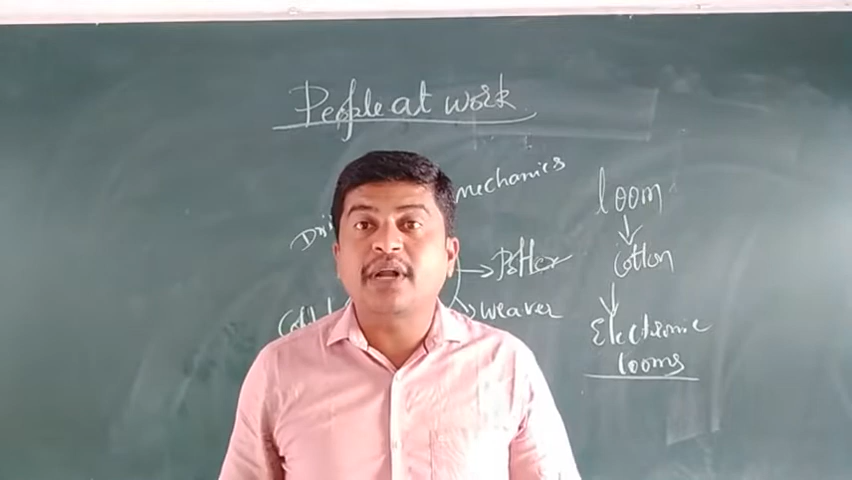 People at work
mechanics
loom
Potter
Cotton
weaver
Electronic
looms